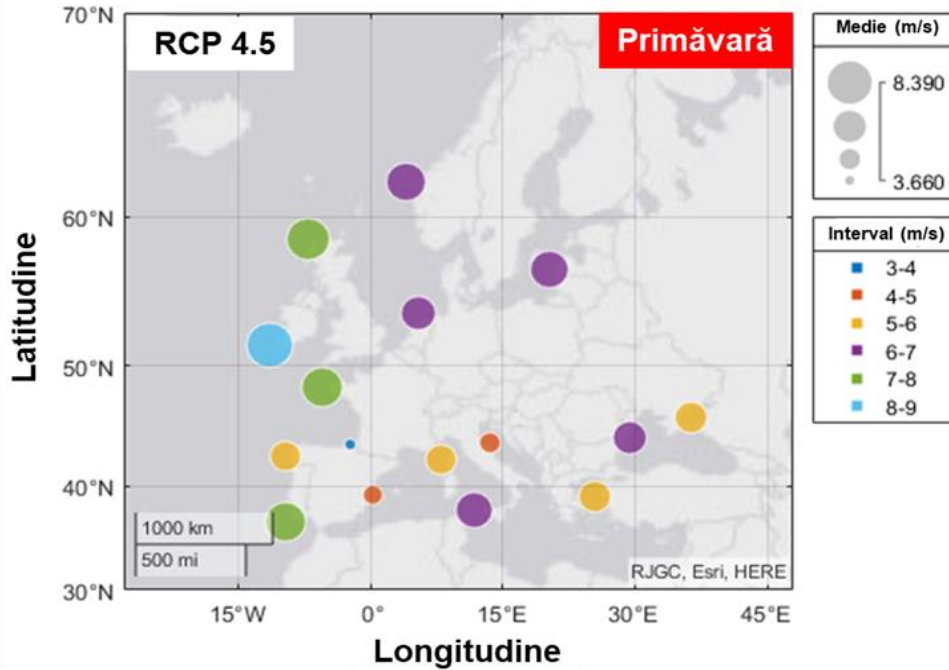 RCP 4.5
Primăvară
70°N
60°N
50°N
40°N
30°N
Latitudine
1000 km
500 mi
RJGC, Esri, HERE
15°W
0°
15°E
30°E
45°E
Longitudine
Medie (m/s)
8.390
3.660
Interval (m/s)
3-4
4-5
5-6
6-7
7-8
8-9